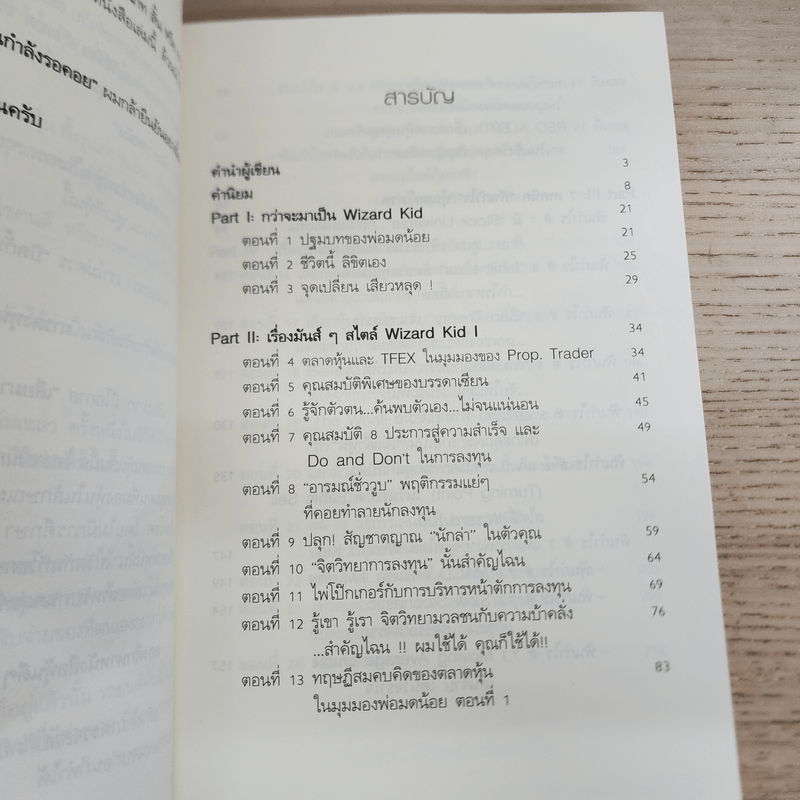 กำลังรอคอย" ผมกล้ายืนยัน
นครับ
สารบัญ
คำนำผู้เขียน 3
คำนิยม 8
Part I: กว่าจะมาเป็น Wizard Kid 21
ตอนที่ 1 ปฐมบทของพ่อมดน้อย 21
ตอนที่ 2 ชีวิตนี้ ลิขิตเอง 25
ตอนที่ 3 จุดเปลี่ยน เสียวหลุด ! 29
Part II: เรื่องมันส์ ๆ สไตล์ Wizard Kid I 34
ตอนที่ 4 ตลาดหุ้นและ TFEX ในมุมมองของ Prop. Trader 34
ตอนที่ 5 คุณสมบัติพิเศษของบรรดาเซียน 41
ตอนที่ 6 รู้จักตัวตน...ค้นพบตัวเอง...ไม่จนแน่นอน 45
ตอนที่ 7 คุณสมบัติ 8 ประการสู่ความสำเร็จ และ 49
Do and Don't ในการลงทุน
ตอนที่ 8 "อารมณ์ชั่ววูบ" พฤติกรรมแย่ๆ 54
ที่คอยทำลายนักลงทุน
ตอนที่ 9 ปลุก! สัญชาตญาณ "นักล่า" ในตัวคุณ 59
ตอนที่ 10 "จิตวิทยาการลงทุน" นั้นสำคัญไฉน 64
ตอนที่ 11 ไพ่โป๊กเกอร์กับการบริหารหน้าตักการลงทุน 69
ตอนที่ 12 รู้เขา รู้เรา จิตวิทยามวลชนกับความบ้าคลั่ง 76
...สำคัญไฉน !! ผมใช้ได้ คุณก็ใช้ได้!!
ตอนที่ 13 ทฤษฎีสมคบคิดของตลาดหุ้น 83
ในมุมมองพ่อมดน้อย ตอนที่ 1